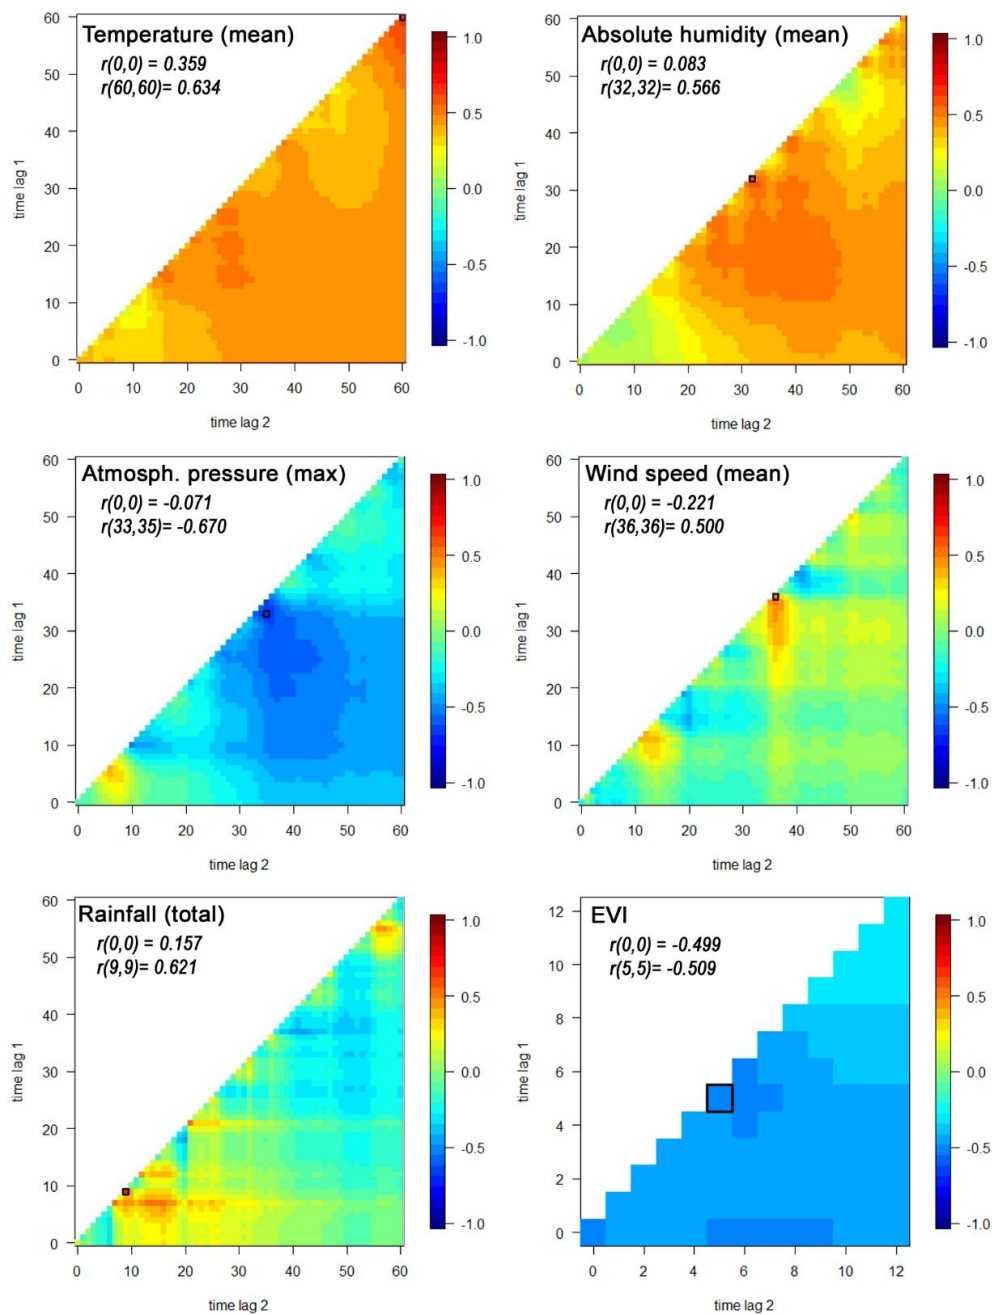 Temperature (mean)
r(0,0) = 0.359
r(60,60)= 0.634
60
50
40
30
20
10
0
time lag 1
0 10 20 30 40 50 60
time lag 2
1.0
0.5
0.0
-0.5
-1.0
Absolute humidity (mean)
r(0,0) = 0.083
r(32,32)= 0.566
60
50
40
30
20
10
0
time lag 1
0 10 20 30 40 50 60
time lag 2
1.0
0.5
0.0
-0.5
-1.0
Atmosph. pressure (max)
r(0,0) = -0.071
r(33,35)= -0.670
60
50
40
30
20
10
0
time lag 1
0 10 20 30 40 50 60
time lag 2
1.0
0.5
0.0
-0.5
-1.0
Wind speed (mean)
r(0,0) = -0.221
r(36,36)= 0.500
60
50
40
30
20
10
0
time lag 1
0 10 20 30 40 50 60
time lag 2
1.0
0.5
0.0
-0.5
-1.0
Rainfall (total)
r(0,0) = 0.157
r(9,9)= 0.621
60
50
40
30
20
10
0
time lag 1
0 10 20 30 40 50 60
time lag 2
1.0
0.5
0.0
-0.5
-1.0
EVI
r(0,0) = -0.499
r(5,5)= -0.509
12
10
8
6
4
2
0
time lag 1
0 2 4 6 8 10 12
time lag 2
1.0
0.5
0.0
-0.5
-1.0